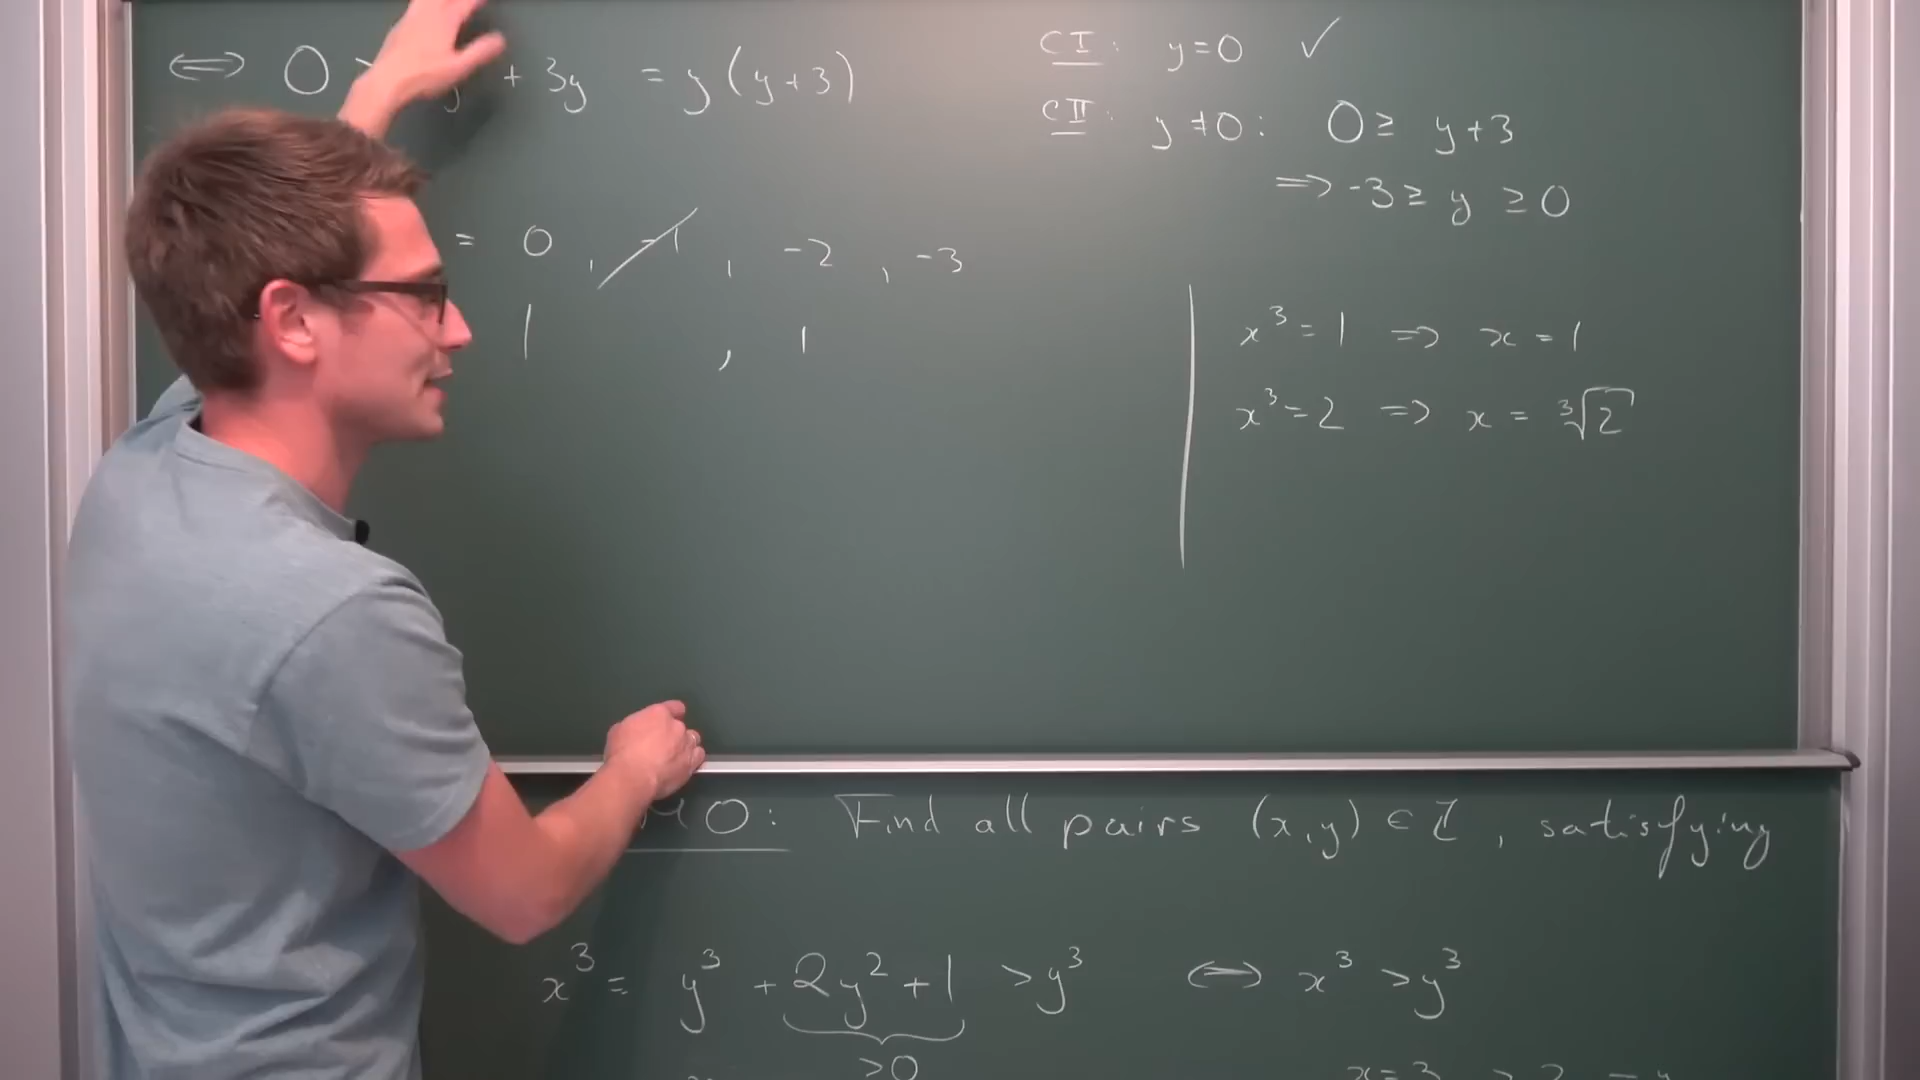 ⟺ 0 + 3y = y(y+3)
CI: y=0 ✓
CII: y≠0: 0≥ y+3
⟹ -3≥ y ≥0
= 0 , -1 , -2 , -3
1 , 1
x³=1 ⟹ x=1
x³=2 ⟹ x = ³√2
MO: Find all pairs (x,y) ∈ ℤ, satisfying
x³ = y³ + 2y²+1 >y³ ⟺ x³ >y³
>0